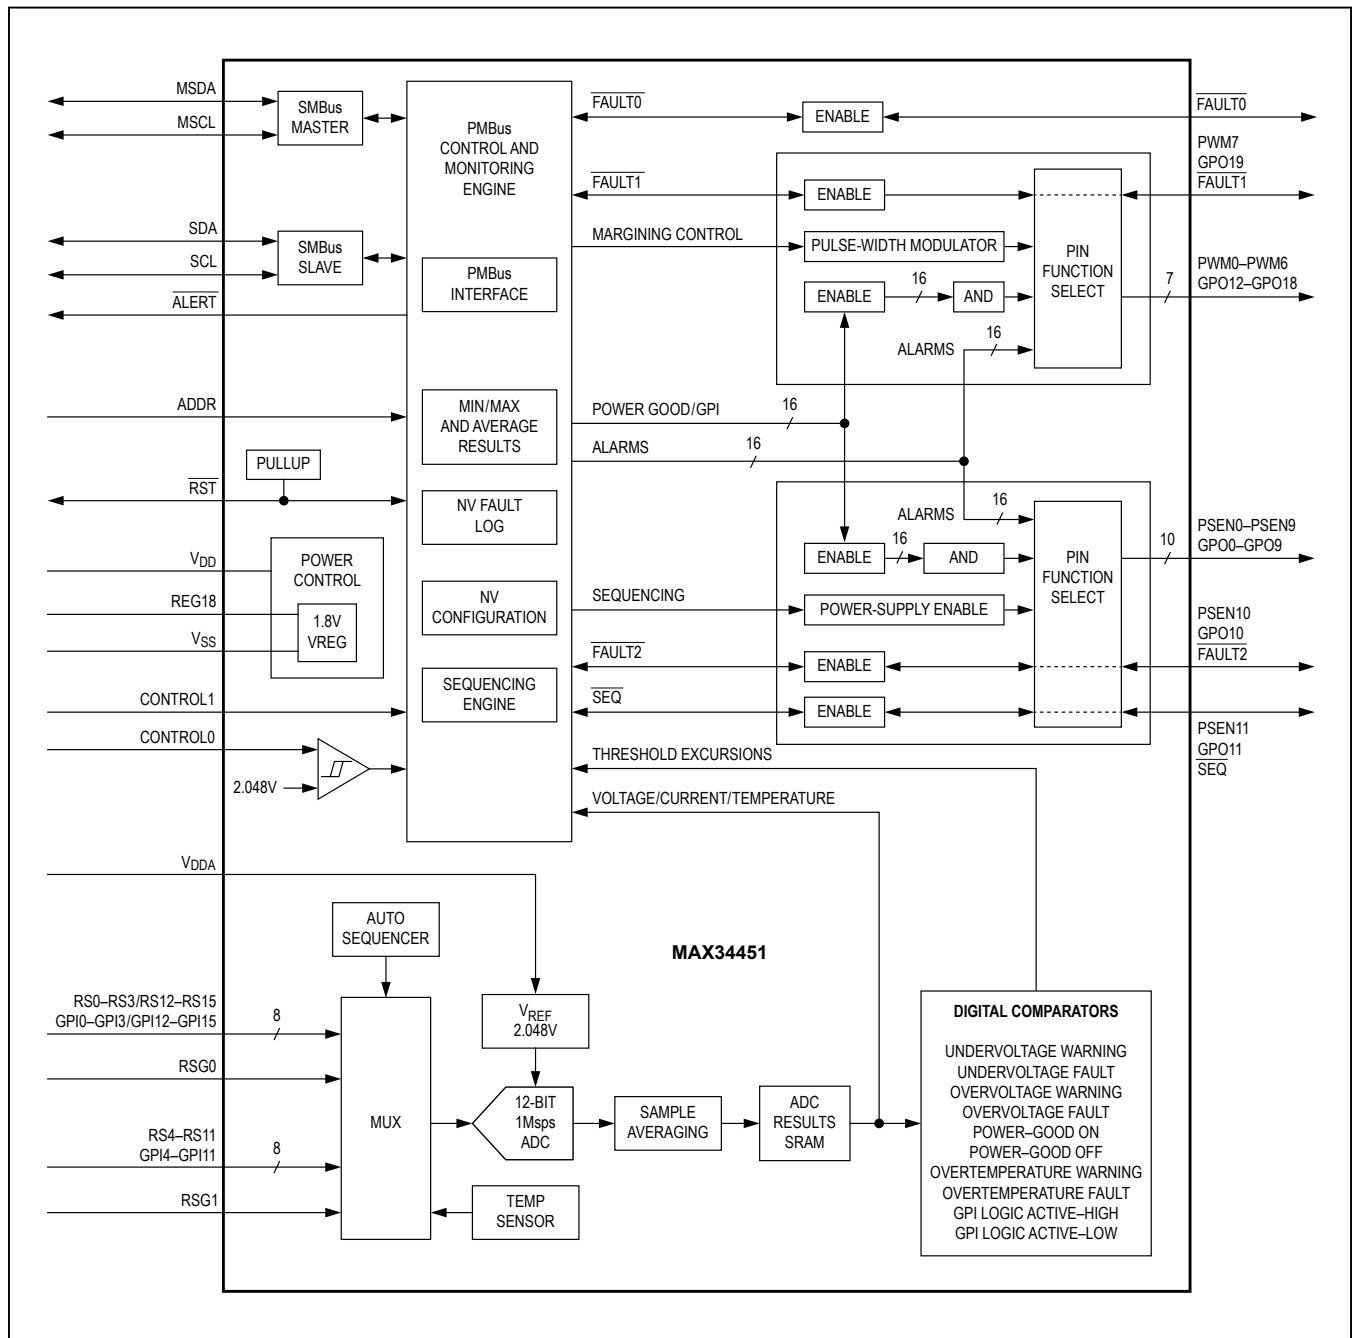 MSDA
MSCL
SMBus
MASTER
SDA
SCL
SMBus
SLAVE
ALERT
ADDR
PULLUP
RST
VDD
POWER
CONTROL
REG18
1.8V
VREG
VSS
CONTROL1
CONTROL0
2.048V
PMBus
CONTROL AND
MONITORING
ENGINE
PMBus
INTERFACE
MIN/MAX
AND AVERAGE
RESULTS
NV FAULT
LOG
NV
CONFIGURATION
SEQUENCING
ENGINE
FAULT0
ENABLE
FAULT0
FAULT1
ENABLE
PWM7
GPO19
FAULT1
MARGINING CONTROL
PULSE-WIDTH MODULATOR
PIN
FUNCTION
SELECT
ENABLE
16
AND
7
PWM0–PWM6
GPO12–GPO18
ALARMS
16
POWER GOOD/GPI
16
ALARMS
16
ALARMS
16
ENABLE
16
AND
PIN
FUNCTION
SELECT
10
PSEN0–PSEN9
GPO0–GPO9
SEQUENCING
POWER-SUPPLY ENABLE
FAULT2
ENABLE
PSEN10
GPO10
FAULT2
SEQ
ENABLE
PSEN11
GPO11
SEQ
THRESHOLD EXCURSIONS
VOLTAGE/CURRENT/TEMPERATURE
VDDA
AUTO
SEQUENCER
MAX34451
RS0–RS3/RS12–RS15
GPI0–GPI3/GPI12–GPI15
8
RSG0
RS4–RS11
GPI4–GPI11
8
RSG1
MUX
VREF
2.048V
12-BIT
1Msps
ADC
SAMPLE
AVERAGING
ADC
RESULTS
SRAM
TEMP
SENSOR
DIGITAL COMPARATORS
UNDERVOLTAGE WARNING
UNDERVOLTAGE FAULT
OVERVOLTAGE WARNING
OVERVOLTAGE FAULT
POWER–GOOD ON
POWER–GOOD OFF
OVERTEMPERATURE WARNING
OVERTEMPERATURE FAULT
GPI LOGIC ACTIVE–HIGH
GPI LOGIC ACTIVE–LOW